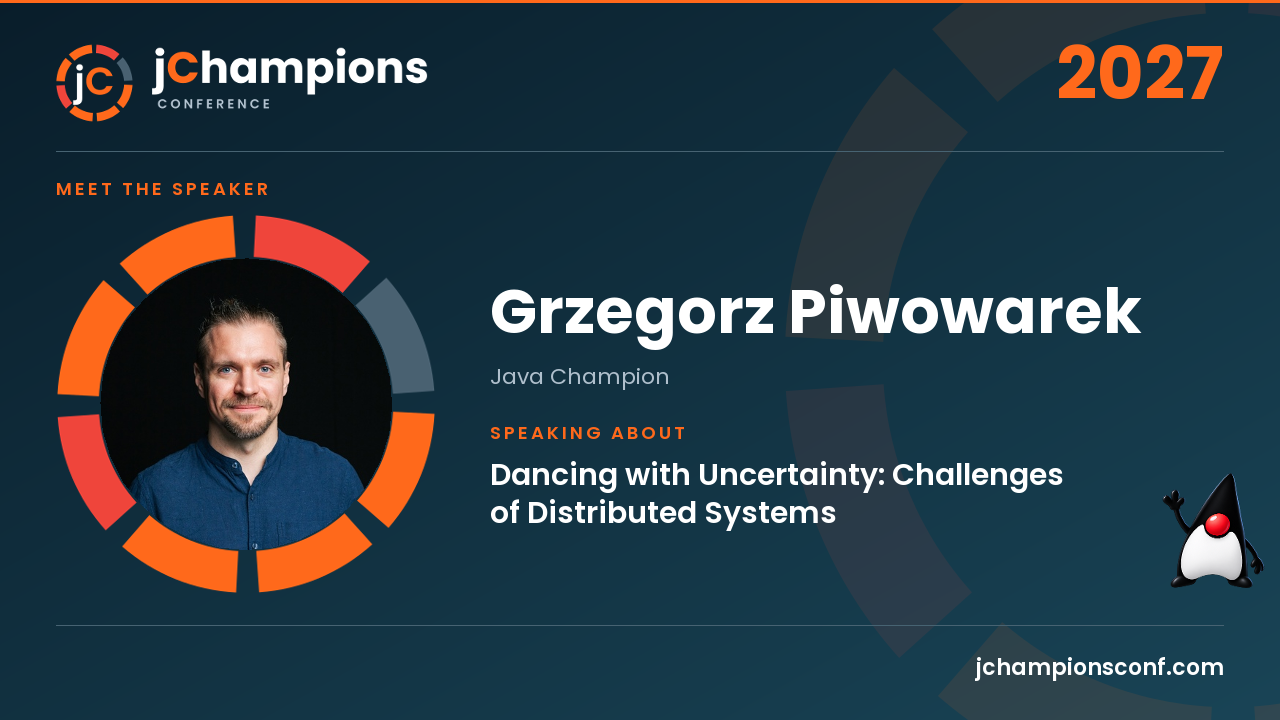 jC
jChampions
CONFERENCE
2027
MEET THE SPEAKER
Grzegorz Piwowarek
Java Champion
SPEAKING ABOUT
Dancing with Uncertainty: Challenges
of Distributed Systems
jchampionsconf.com